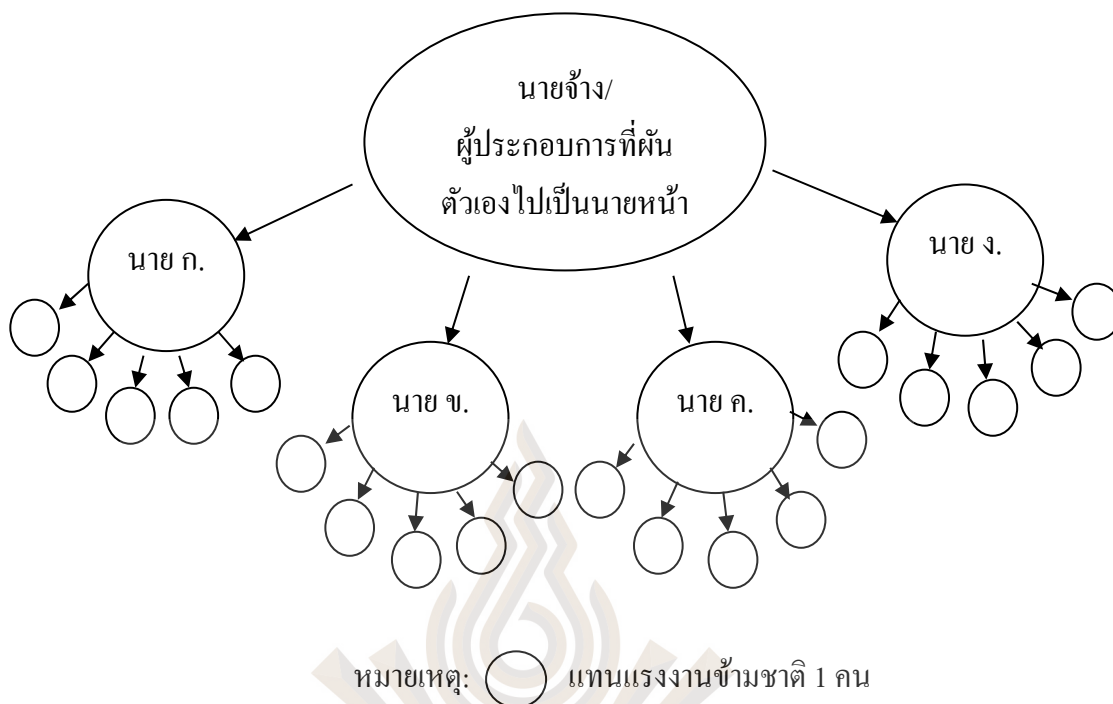 นายจ้าง/
ผู้ประกอบการที่ผัน
ตัวเองไปเป็นนายหน้า
นาย ก.
นาย ง.
นาย ข.
นาย ค.
หมายเหตุ: แทนแรงงานข้ามชาติ 1 คน